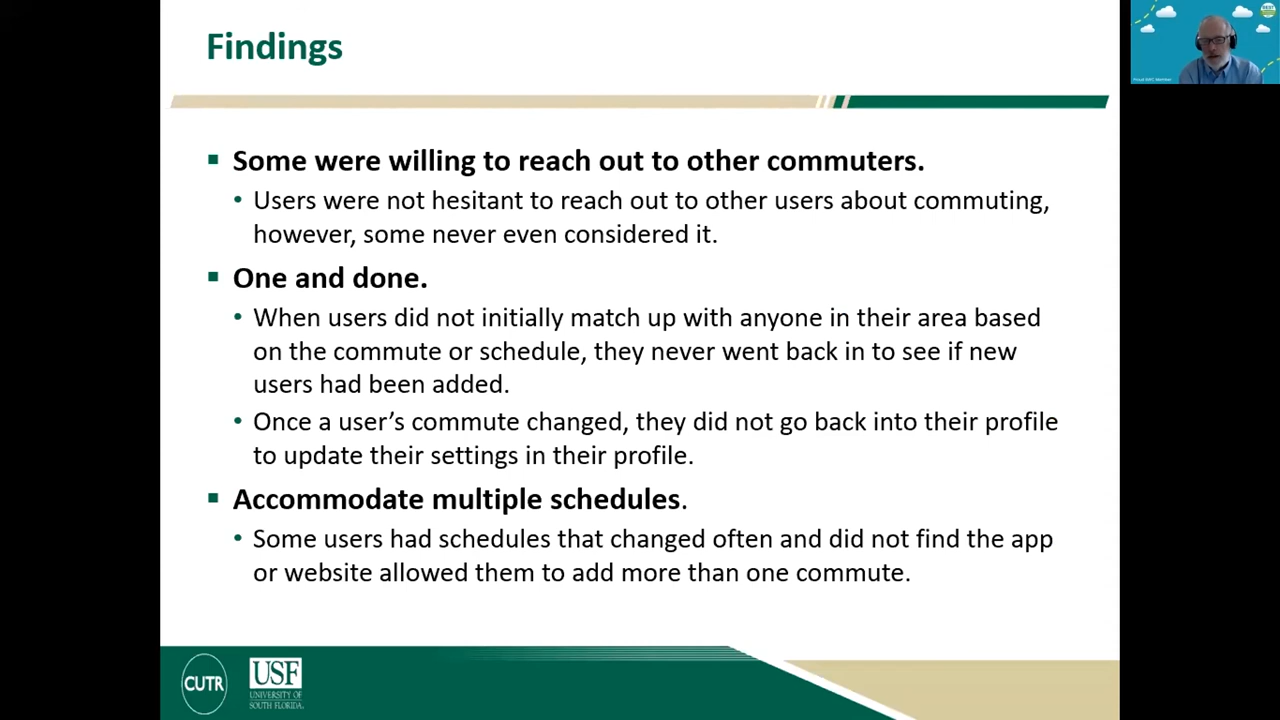 Findings
Some were willing to reach out to other commuters.
Users were not hesitant to reach out to other users about commuting,
however, some never even considered it.
One and done.
When users did not initially match up with anyone in their area based
on the commute or schedule, they never went back in to see if new
users had been added.
Once a user’s commute changed, they did not go back into their profile
to update their settings in their profile.
Accommodate multiple schedules.
Some users had schedules that changed often and did not find the app
or website allowed them to add more than one commute.
CUTR
USF
UNIVERSITY OF
SOUTH FLORIDA